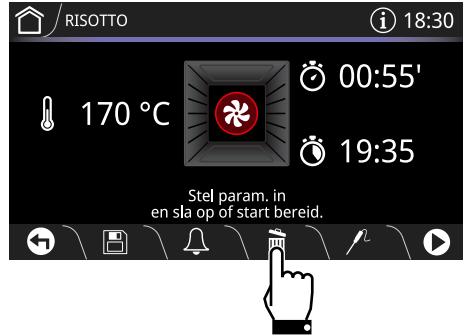 RISOTTO
i 18:30
170 °C
00:55'
19:35
Stel param. in
en sla op of start bereid.